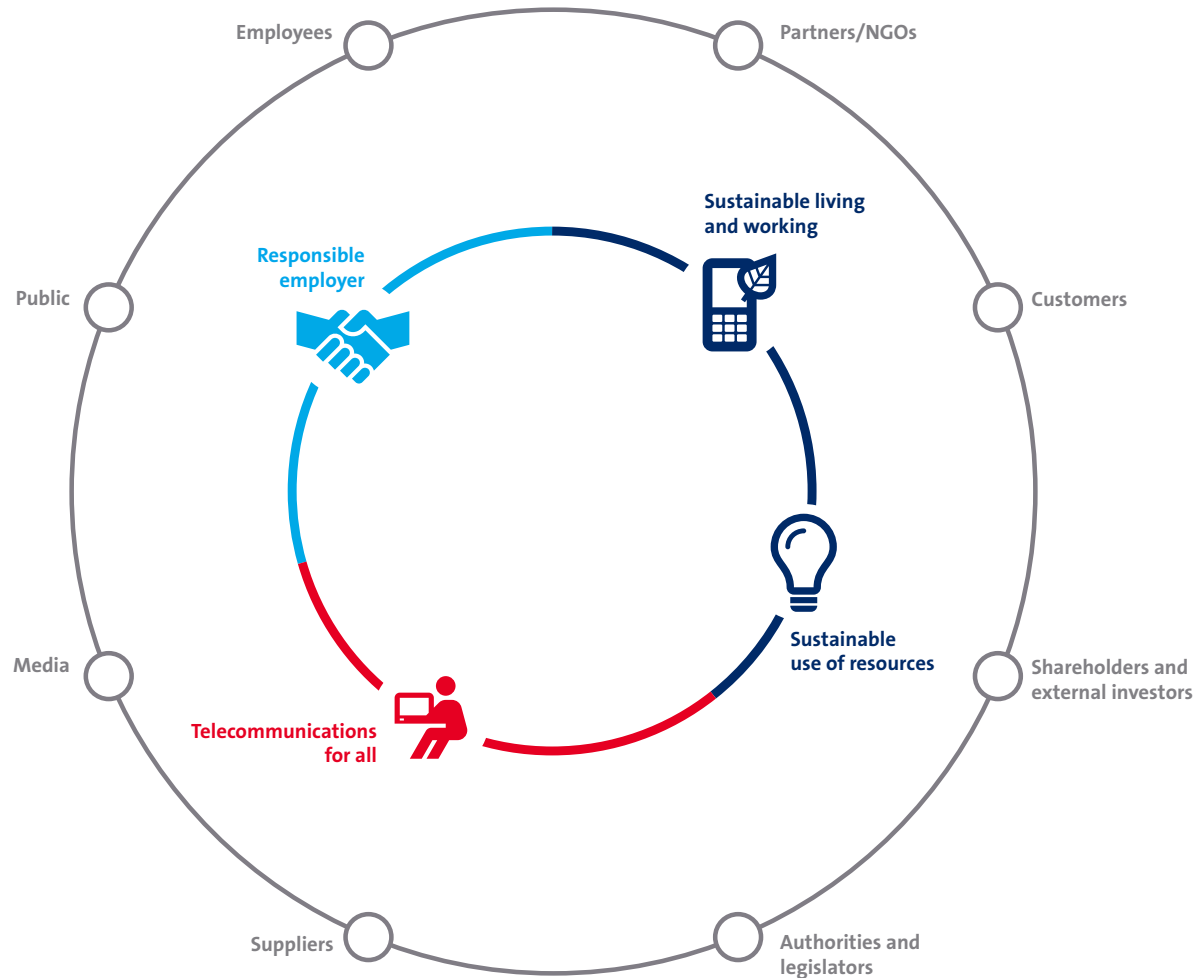 Employees
Partners/NGOs
Sustainable living
and working
Responsible
employer
Public
Customers
Sustainable
use of resources
Media
Shareholders and
external investors
Telecommunications
for all
Suppliers
Authorities and
legislators